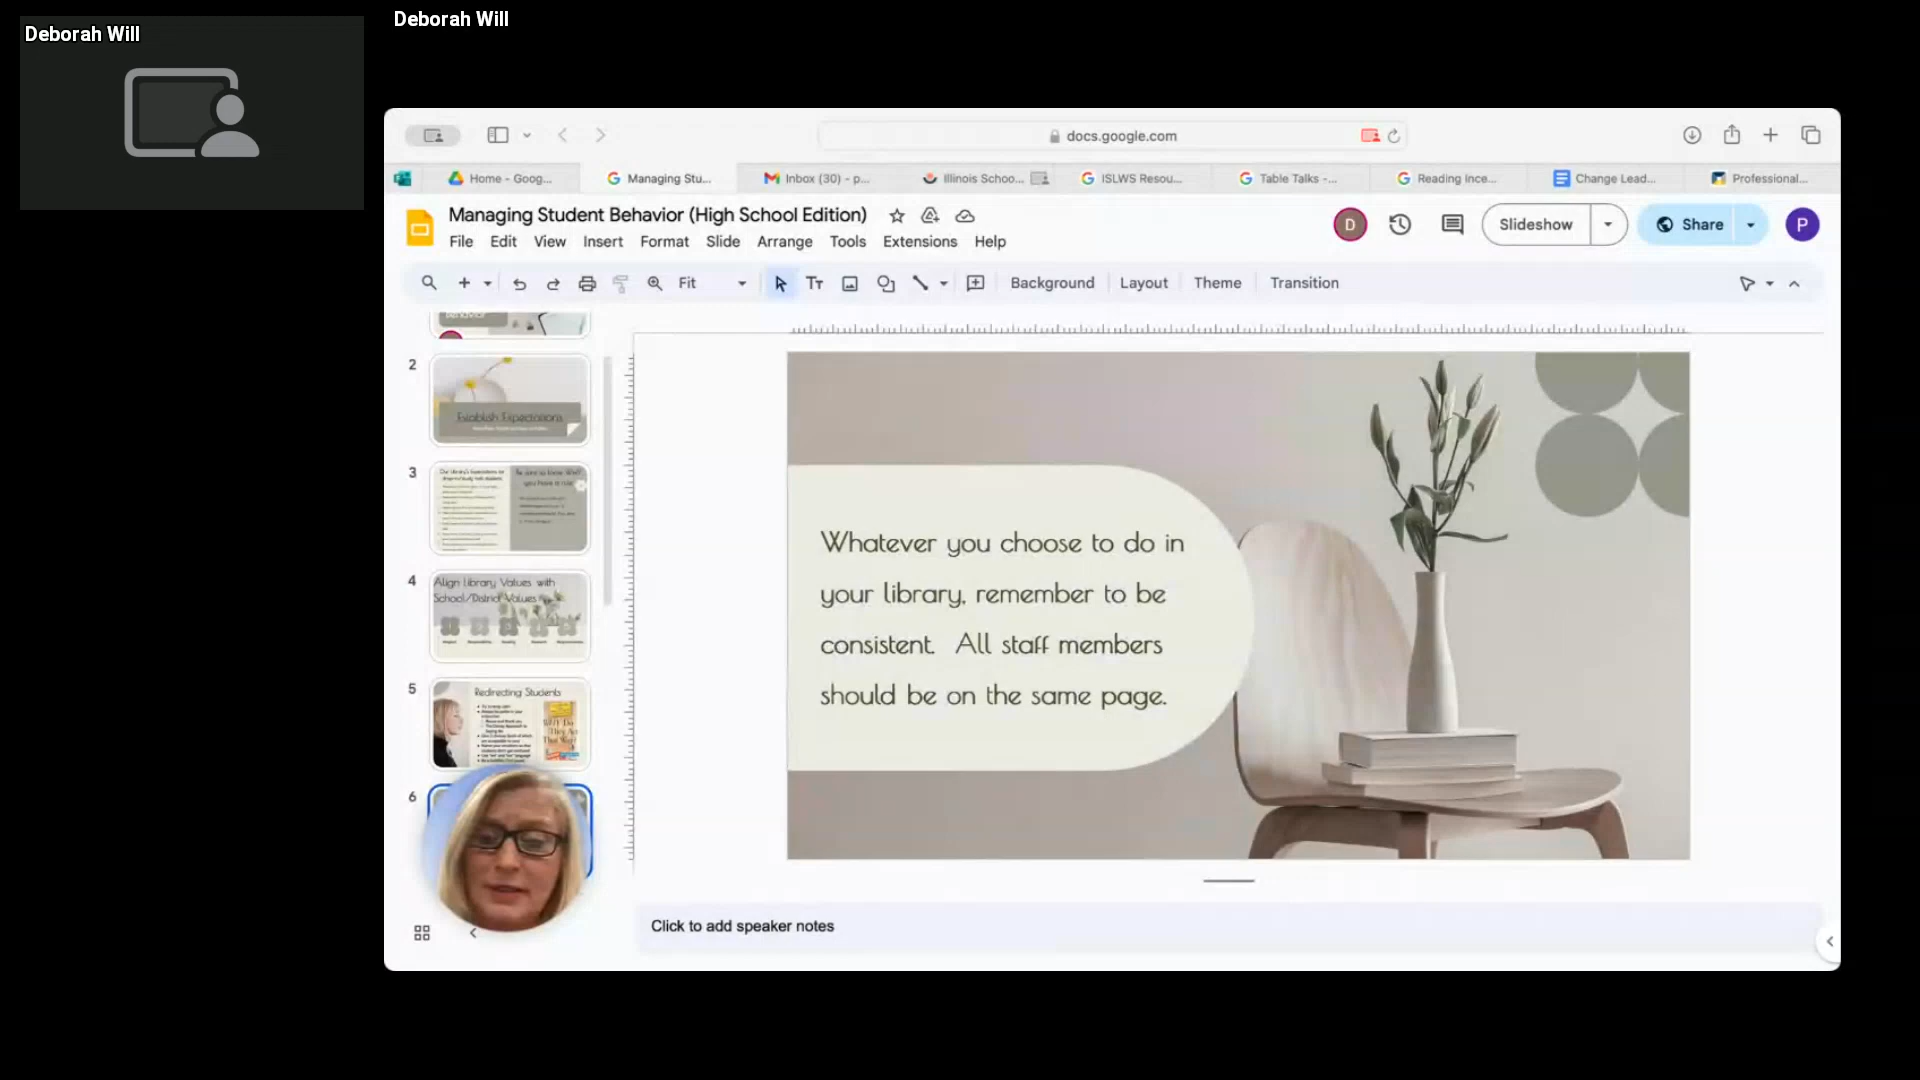 Deborah Will
Deborah Will
docs.google.com
Home - Goog...
Managing Stu...
Inbox (30) - p...
Illinois Schoo...
ISLWS Resou...
Table Talks -...
Reading Ince...
Change Lead...
Professional...
Managing Student Behavior (High School Edition)
File Edit View Insert Format Slide Arrange Tools Extensions Help
D
Slideshow
Share
P
Fit
Background Layout Theme Transition
Behavior
2
Establish Expectations
3
4
Align Library Values with
School/District Values
5
Redirecting Students
6
Whatever you choose to do in
your library, remember to be
consistent. All staff members
should be on the same page.
Click to add speaker notes